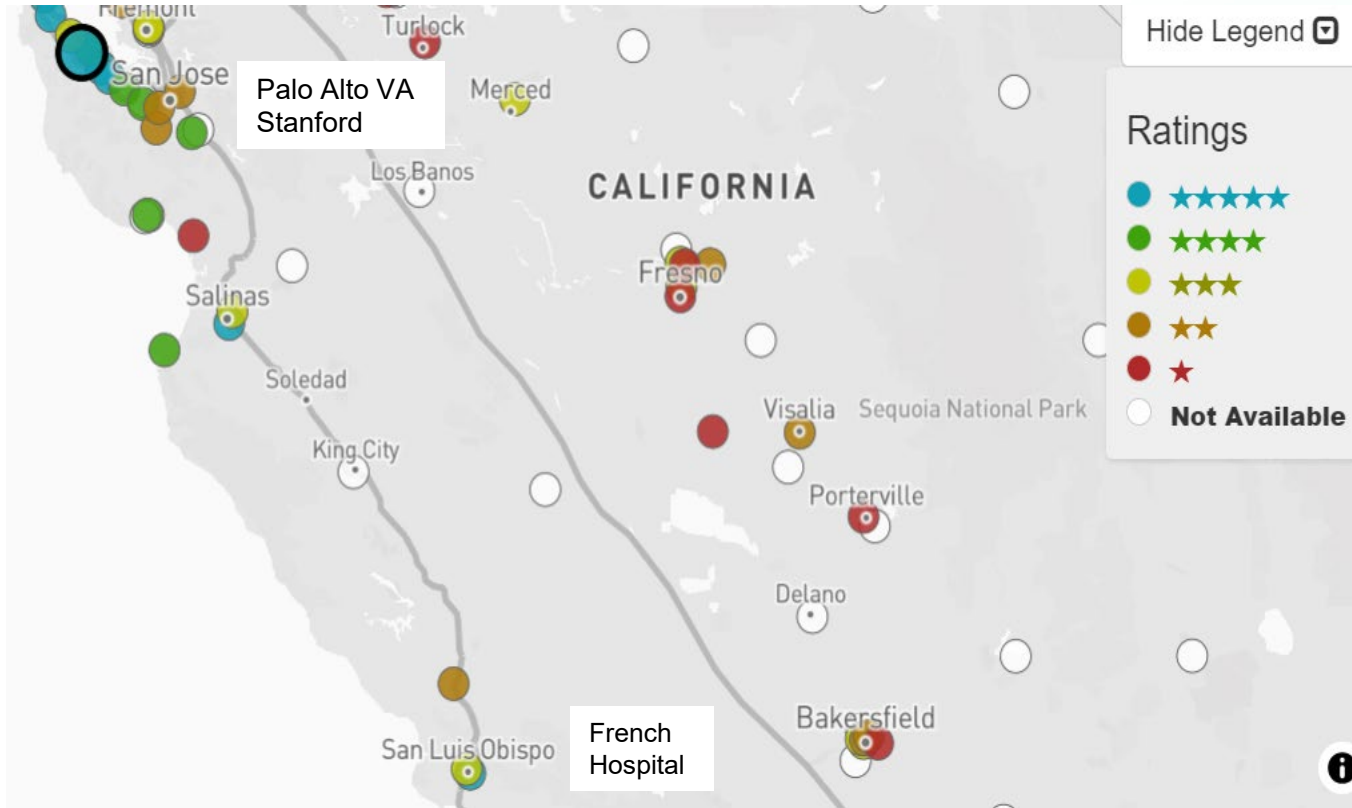 Fremont
Turlock
Hide Legend
San Jose
Palo Alto VA
Stanford
Merced
Ratings
Los Banos
CALIFORNIA
Fresno
Salinas
Soledad
Visalia
Sequoia National Park
Not Available
King City
Porterville
Delano
French
Hospital
Bakersfield
San Luis Obispo
i